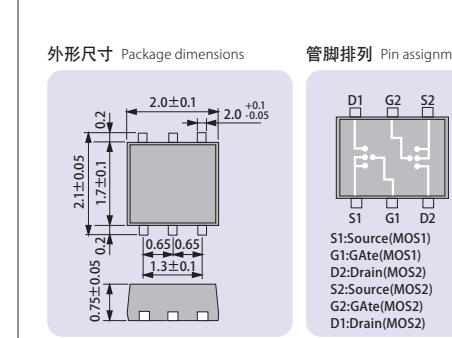 外形尺寸 Package dimensions
2.0±0.1
2.0 +0.1 -0.05
0.2
2.1±0.05
1.7±0.1
0.2
0.65 0.65
1.3±0.1
0.75±0.05
管脚排列 Pin assignm
D1 G2 S2
S1 G1 D2
S1:Source(MOS1)
G1:GAte(MOS1)
D2:Drain(MOS2)
S2:Source(MOS2)
G2:GAte(MOS2)
D1:Drain(MOS2)